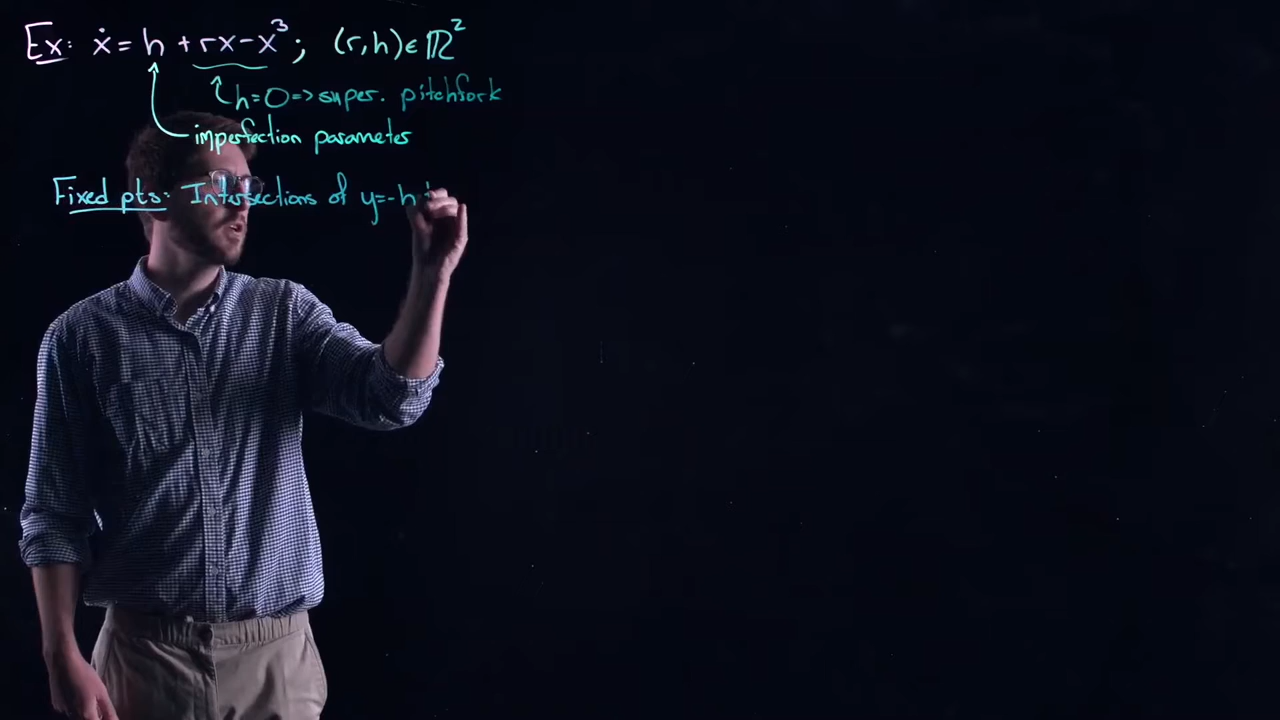 Ex: ẋ = h + rx - x³; (r,h) ∈ ℝ²
h=0 => super. pitchfork
imperfection parameter
Fixed pts: Intersections of y=-h